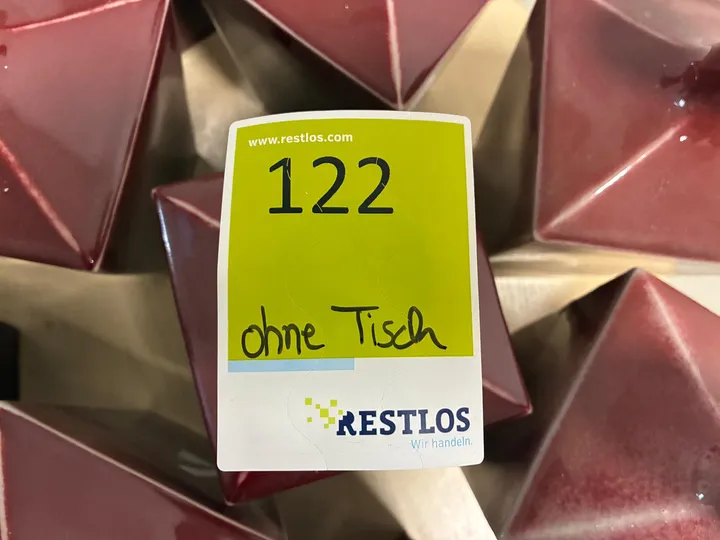 www.restlos.com
122
ohne Tisch
RESTLOS
Wir handeln.